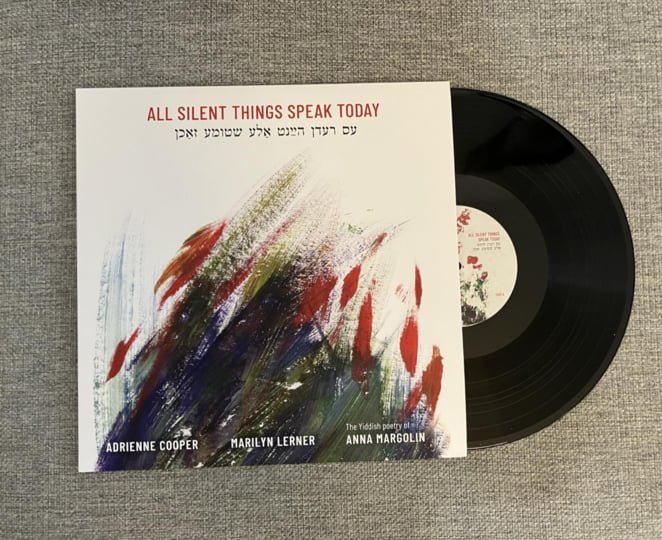 ALL SILENT THINGS SPEAK TODAY
עס רעדן הײַנט אַלע שטומע זאַכן
ADRIENNE COOPER
MARILYN LERNER
The Yiddish poetry of
ANNA MARGOLIN
ALL SILENT THINGS
SPEAK TODAY